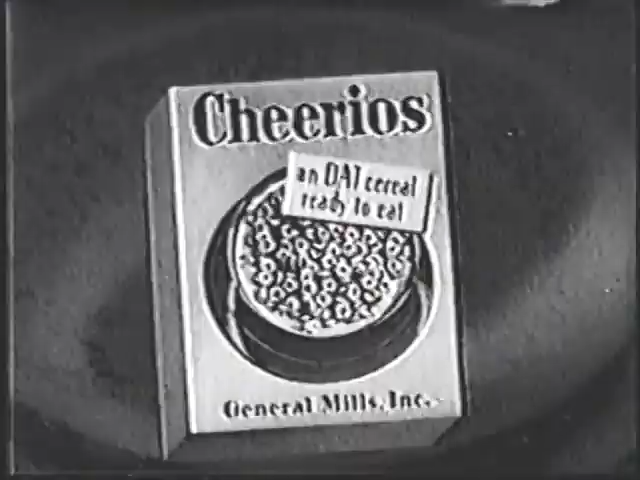 Cheerios
an OAT cereal
ready to eat
General Mills, Inc.